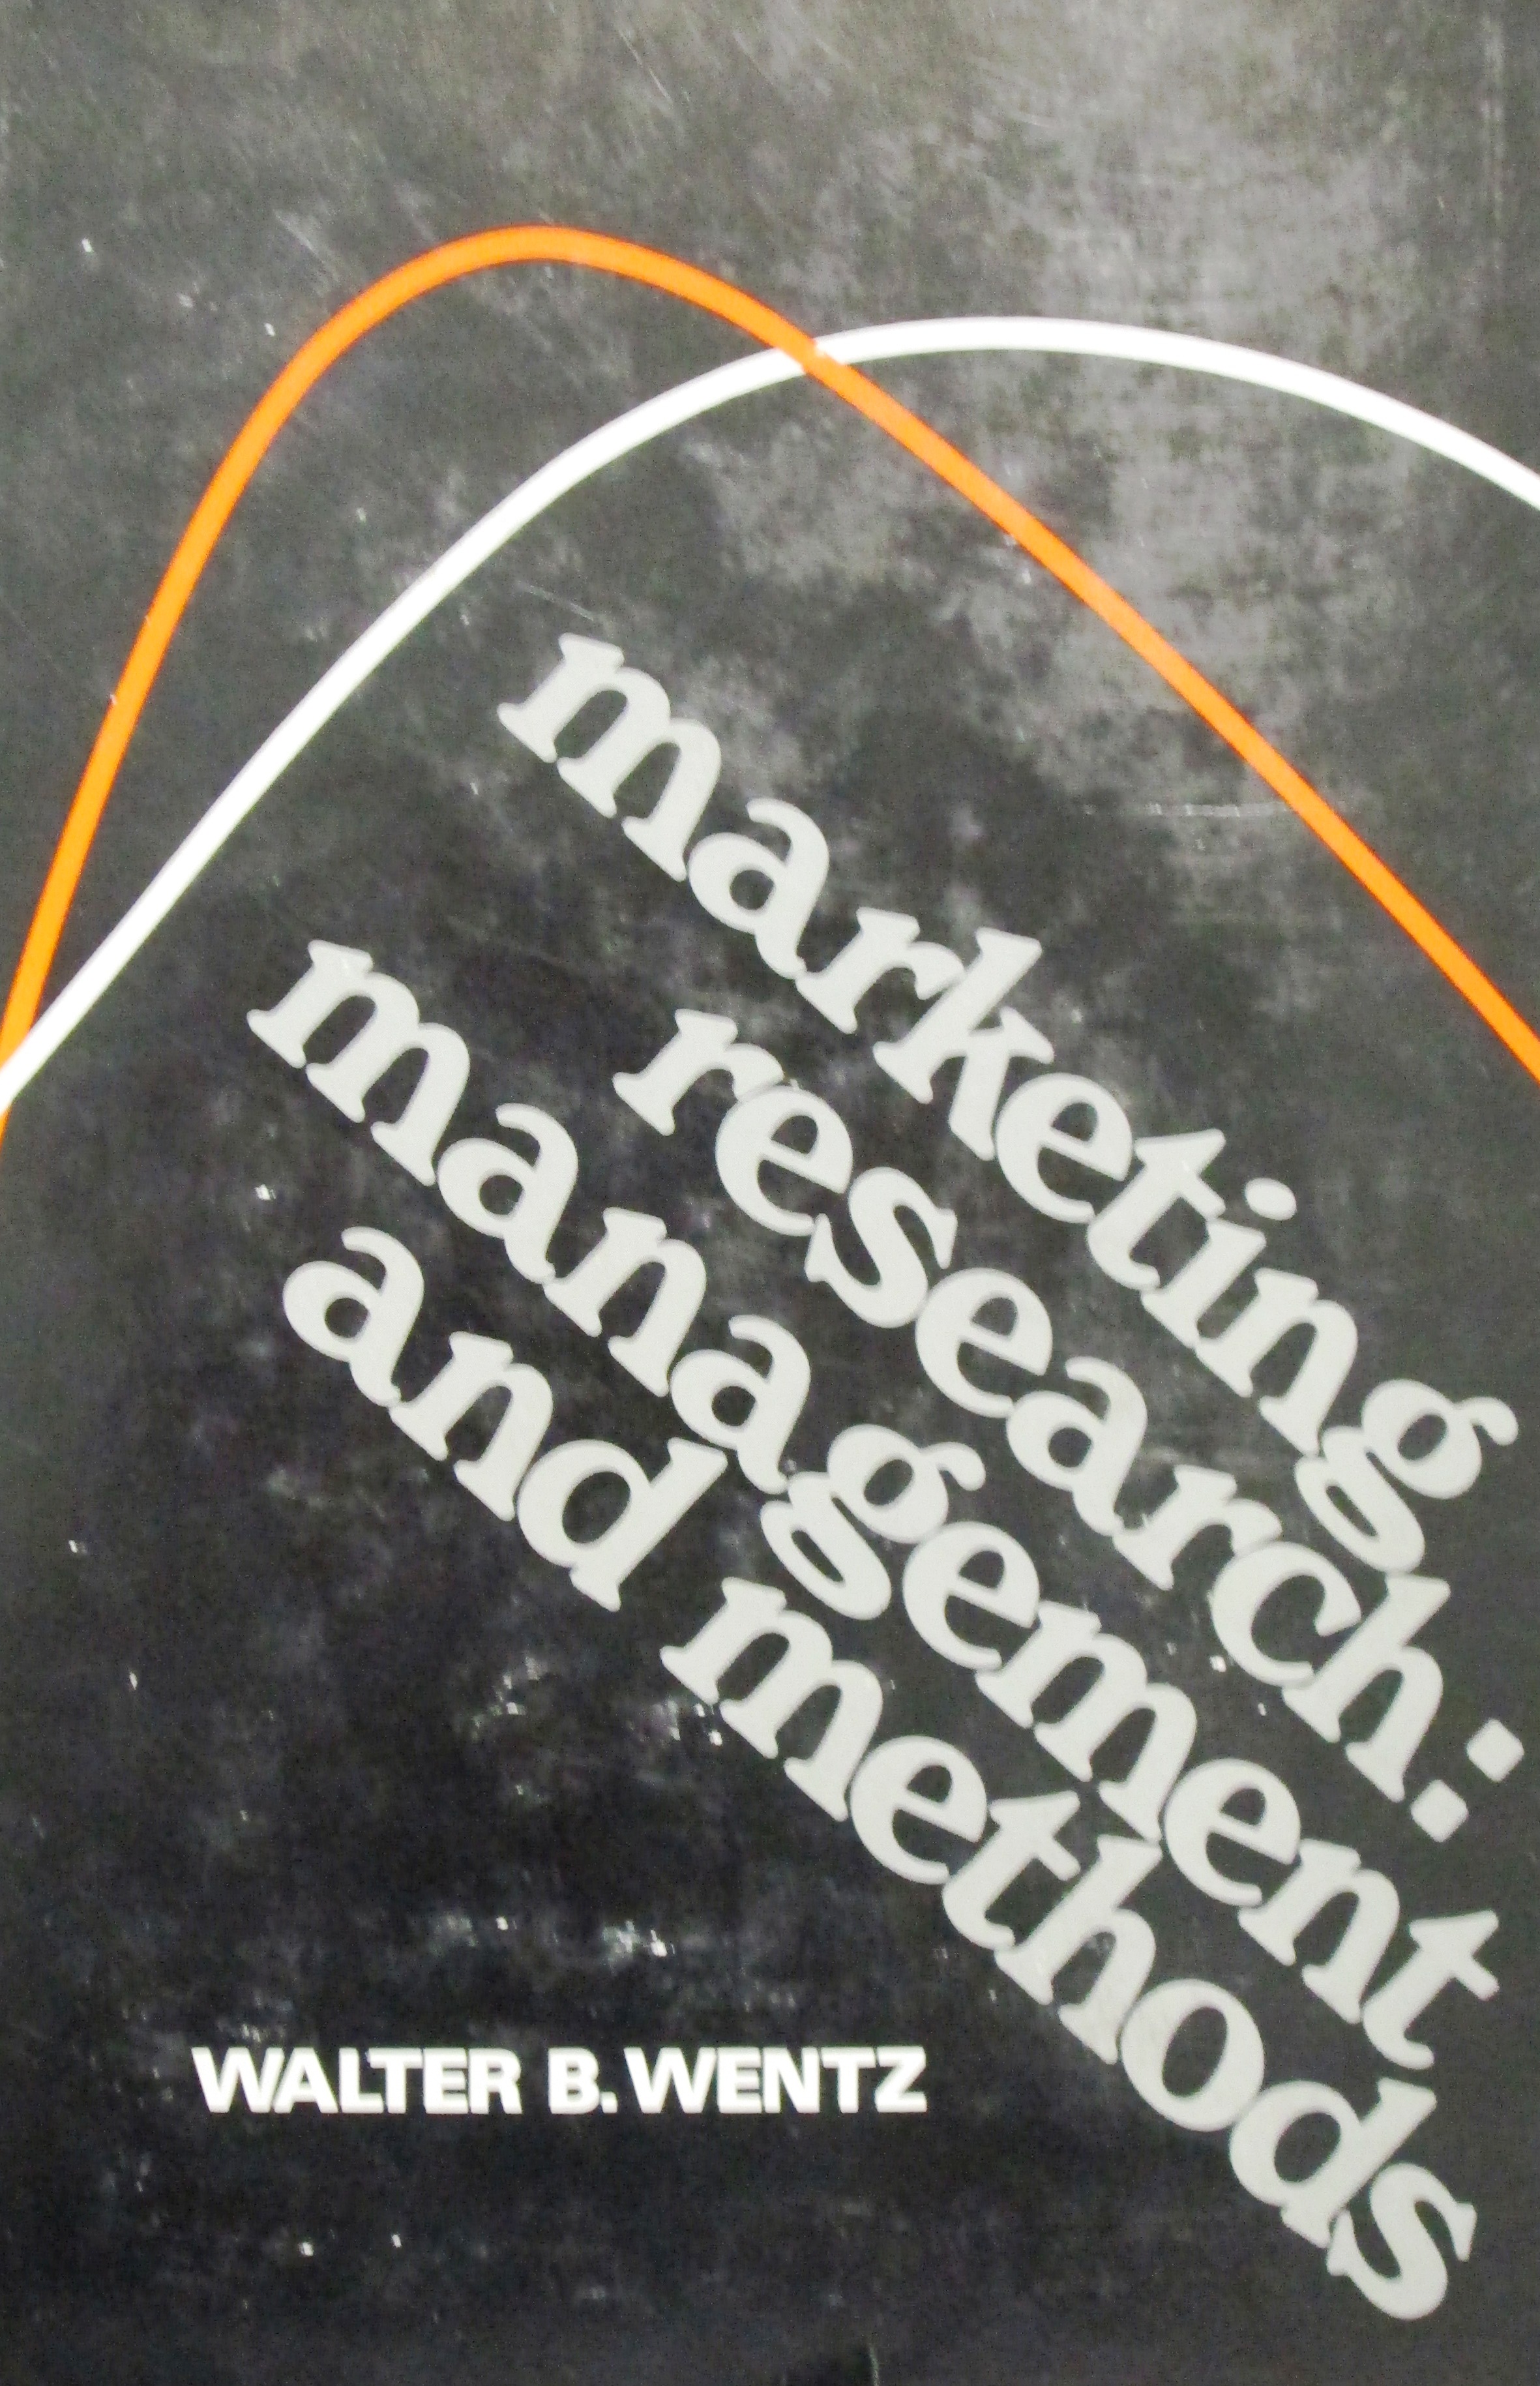 marketing
research:
management
and methods
WALTER B. WENTZ